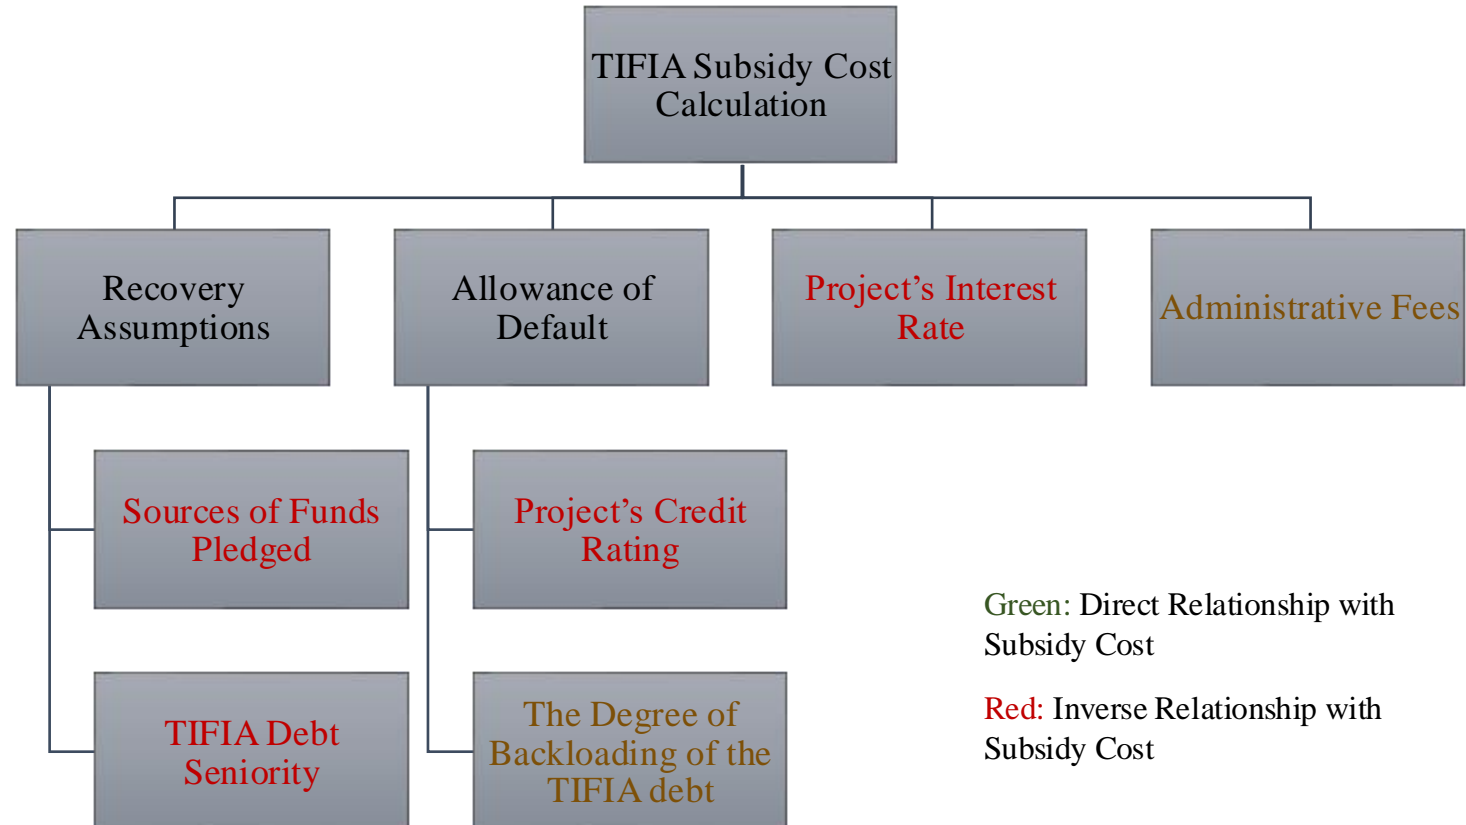 TIFIA Subsidy Cost
Calculation
Recovery
Assumptions
Allowance of
Default
Project’s Interest
Rate
Administrative Fees
Sources of Funds
Pledged
Project’s Credit
Rating
TIFIA Debt
Seniority
The Degree of
Backloading of the
TIFIA debt
Green: Direct Relationship with
Subsidy Cost
Red: Inverse Relationship with
Subsidy Cost